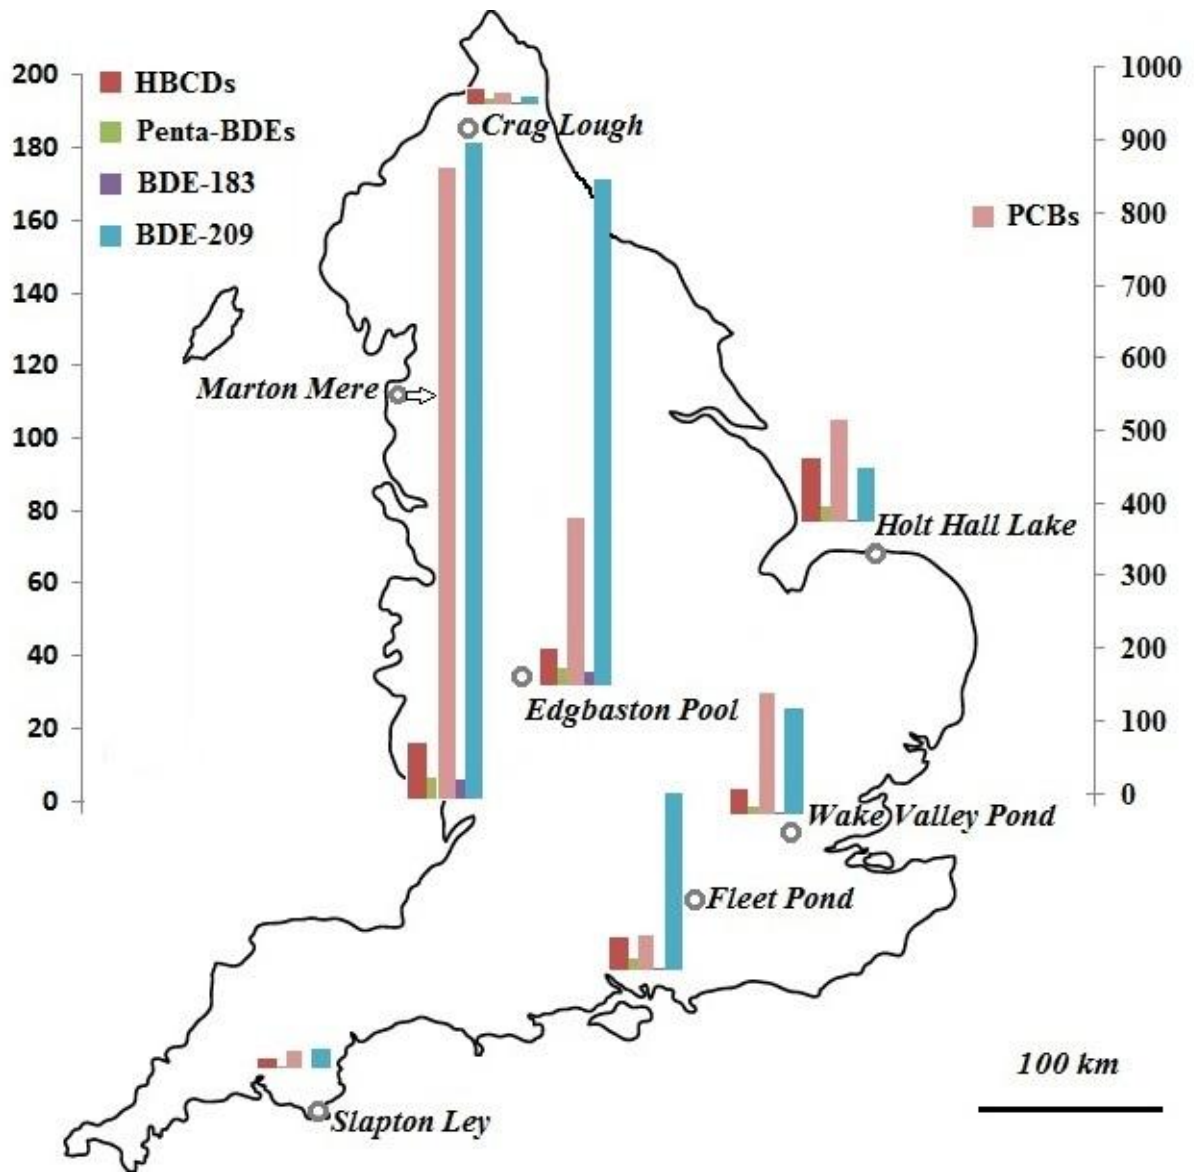 200
180
160
140
120
100
80
60
40
20
0
HBCDs
Penta-BDEs
BDE-183
BDE-209
PCBs
1000
900
800
700
600
500
400
300
200
100
0
Crag Lough
Marton Mere
Holt Hall Lake
Edgbaston Pool
Wake Valley Pond
Fleet Pond
Slapton Ley
100 km